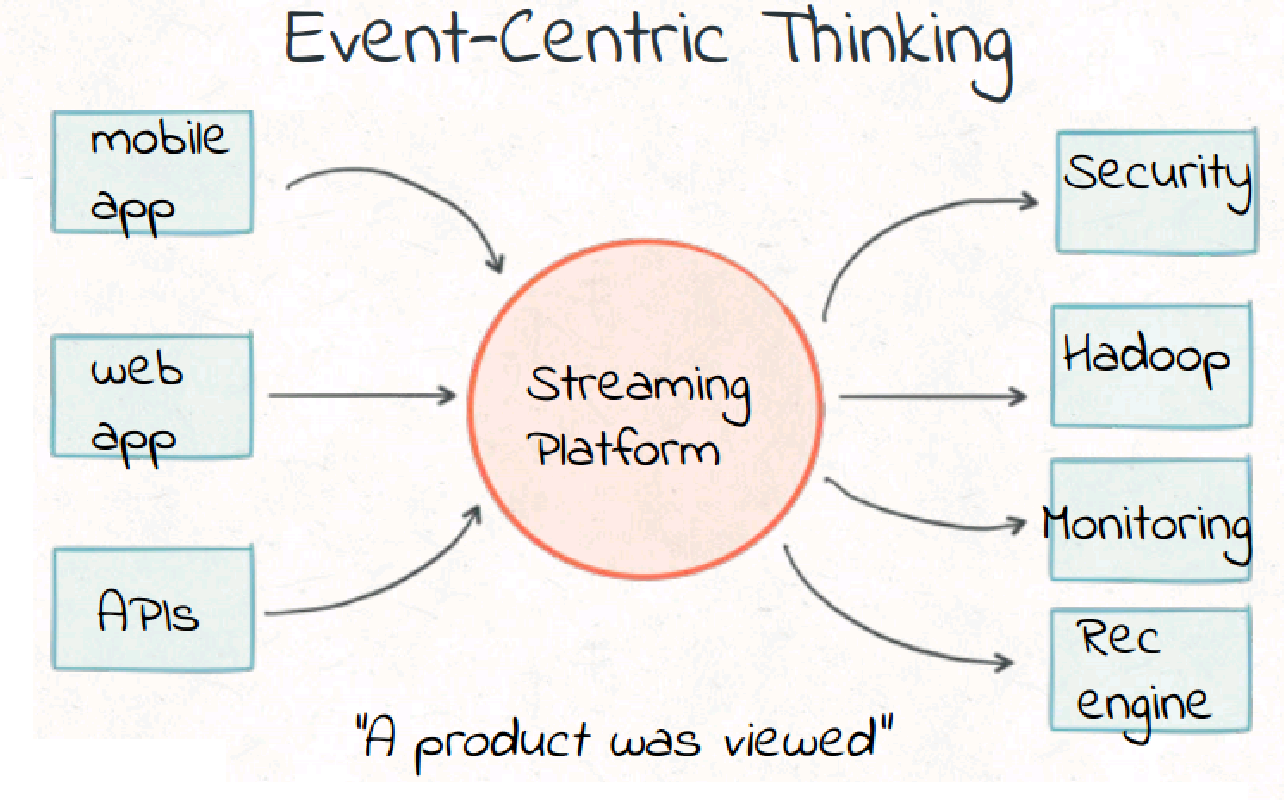 Event-Centric Thinking
mobile
app
web
app
APIs
Streaming
Platform
Security
Hadoop
Monitoring
Rec
engine
"A product was viewed"